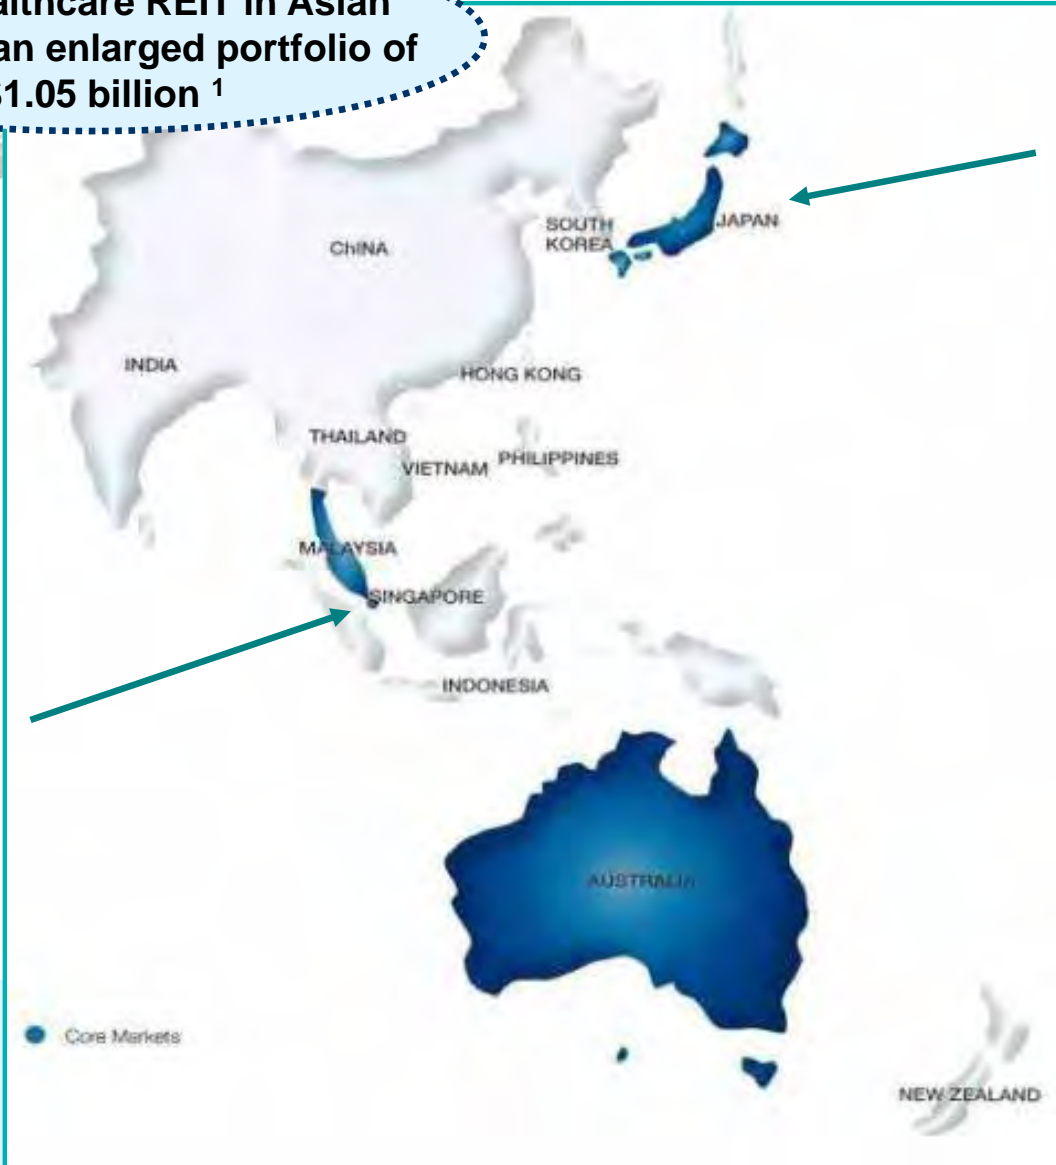 althcare REIT in Asian
an enlarged portfolio of
1.05 billion ¹
SOUTH
KOREA
JAPAN
ChINA
INDIA
HONG KONG
THAILAND
VIETNAM
PHILIPPINES
MALAYSIA
SINGAPORE
INDONESIA
AUSTRALIA
Core Markets
NEW ZEALAND